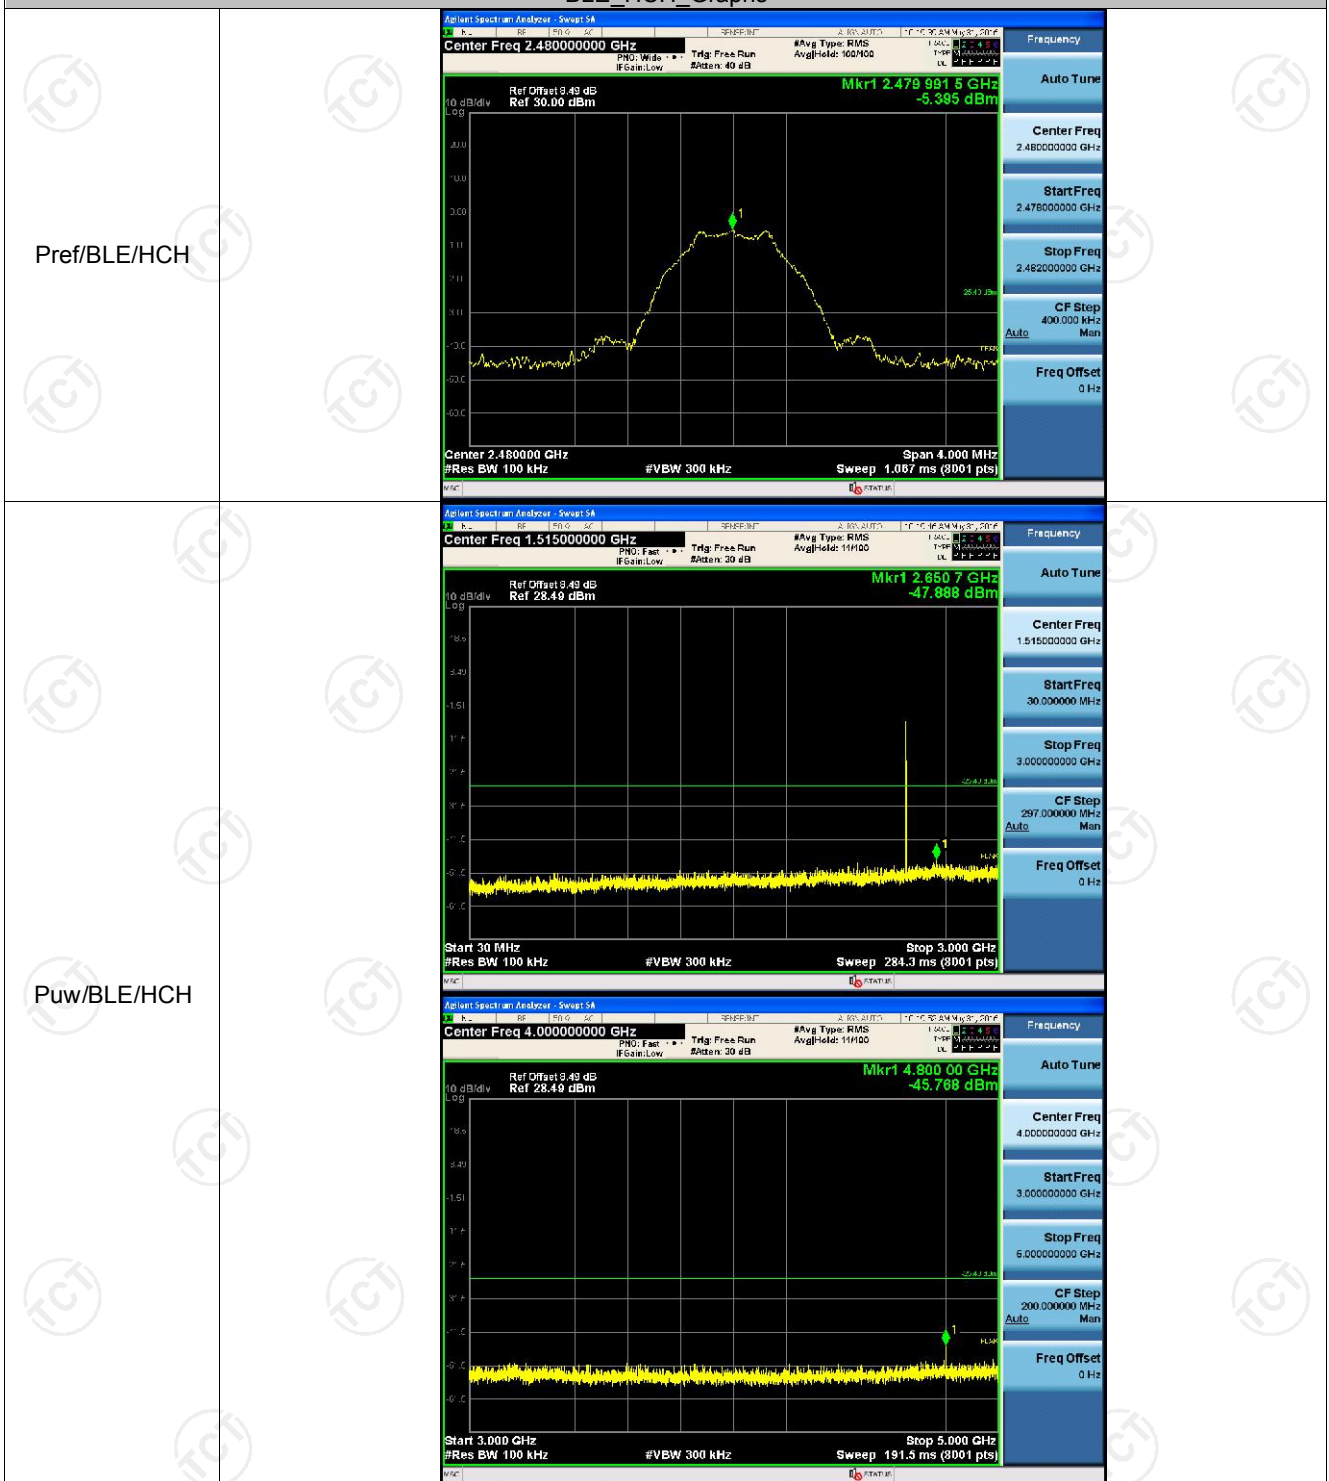 BLE_HCH_Graphs
Pref/BLE/HCH
Agilent Spectrum Analyzer - Swept SA
Center Freq 2.480000000 GHz
PNO: Wide
IFGain:Low
Trig: Free Run
#Atten: 40 dB
#Avg Type: RMS
Avg|Hold: 100/100
Mkr1 2.479 991 5 GHz
-5.395 dBm
Ref Offset 8.49 dB
10 dB/div Ref 30.00 dBm
Log
1
Center 2.480000 GHz
Span 4.000 MHz
#Res BW 100 kHz
#VBW 300 kHz
Sweep 1.067 ms (8001 pts)
MSG
STATUS
Frequency
Auto Tune
Center Freq
2.480000000 GHz
Start Freq
2.478000000 GHz
Stop Freq
2.482000000 GHz
CF Step
400.000 kHz
Auto Man
Freq Offset
0 Hz
Puw/BLE/HCH
Agilent Spectrum Analyzer - Swept SA
Center Freq 1.515000000 GHz
PNO: Fast
IFGain:Low
Trig: Free Run
#Atten: 30 dB
#Avg Type: RMS
Avg|Hold: 11/100
Mkr1 2.650 7 GHz
-47.888 dBm
Ref Offset 8.49 dB
10 dB/div Ref 28.49 dBm
Log
1
Start 30 MHz
Stop 3.000 GHz
#Res BW 100 kHz
#VBW 300 kHz
Sweep 284.3 ms (8001 pts)
MSG
STATUS
Frequency
Auto Tune
Center Freq
1.515000000 GHz
Start Freq
30.000000 MHz
Stop Freq
3.000000000 GHz
CF Step
297.000000 MHz
Auto Man
Freq Offset
0 Hz
Agilent Spectrum Analyzer - Swept SA
Center Freq 4.000000000 GHz
PNO: Fast
IFGain:Low
Trig: Free Run
#Atten: 30 dB
#Avg Type: RMS
Avg|Hold: 11/100
Mkr1 4.800 00 GHz
-45.768 dBm
Ref Offset 8.49 dB
10 dB/div Ref 28.49 dBm
Log
1
Start 3.000 GHz
Stop 5.000 GHz
#Res BW 100 kHz
#VBW 300 kHz
Sweep 191.5 ms (8001 pts)
MSG
STATUS
Frequency
Auto Tune
Center Freq
4.000000000 GHz
Start Freq
3.000000000 GHz
Stop Freq
5.000000000 GHz
CF Step
200.000000 MHz
Auto Man
Freq Offset
0 Hz
TCT